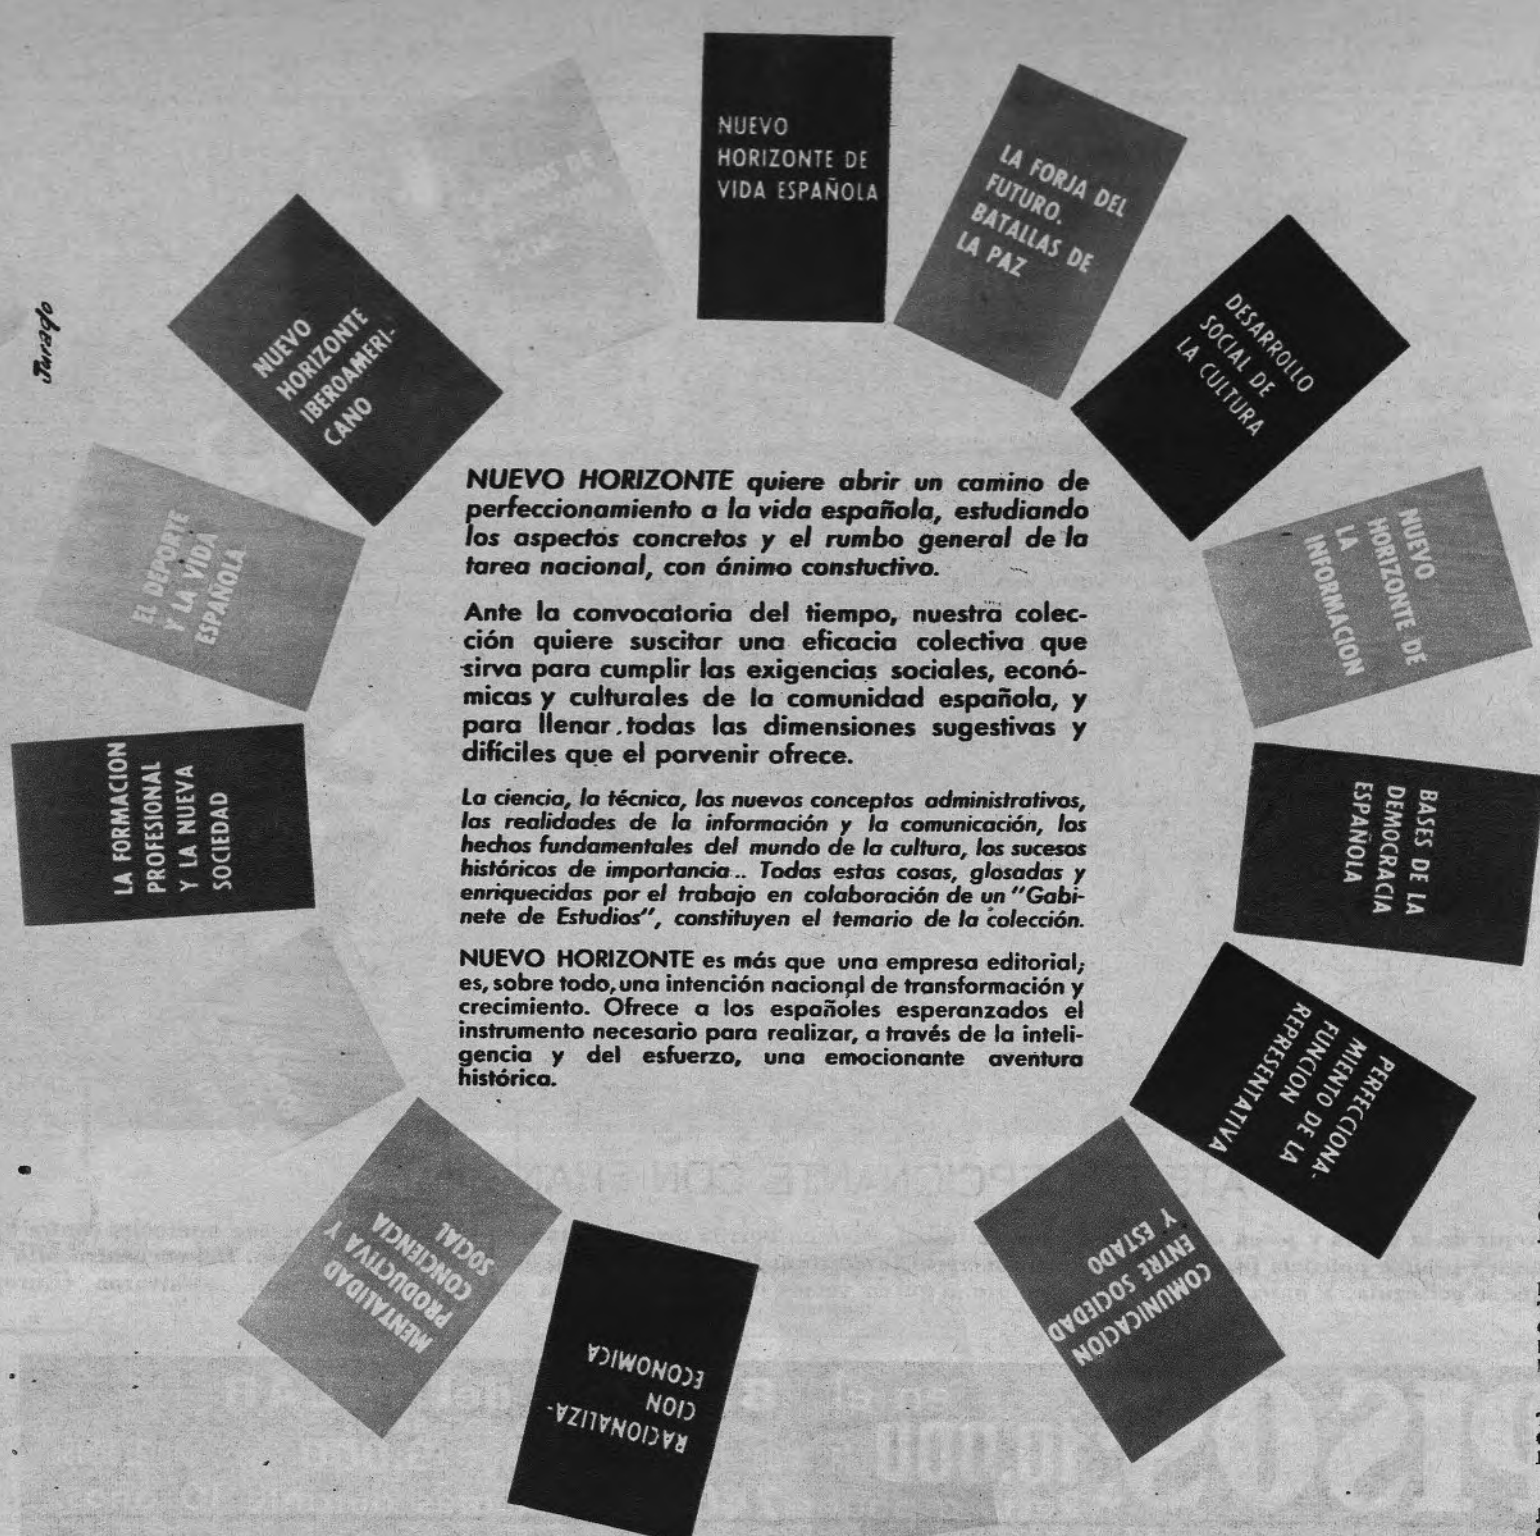 NUEVO
HORIZONTE DE
VIDA ESPAÑOLA
LA FORJA DEL
FUTURO.
BATALLAS DE
LA PAZ
DESARROLLO
SOCIAL DE
LA CULTURA
NUEVO
HORIZONTE DE
LA
INFORMACION
BASES DE LA
DEMOCRACIA
ESPAÑOLA
PERFECCIONA-
MIENTO DE LA
FUNCION
REPRESENTATIVA
COMUNICACION
ENTRE SOCIEDAD
Y ESTADO
RACIONALIZA-
CION
ECONOMICA
MENTALIDAD
PRODUCTIVA Y
CONCIENCIA
SOCIAL
LA FORMACION
PROFESIONAL
Y LA NUEVA
SOCIEDAD
EL DEPORTE
Y LA VIDA
ESPAÑOLA
NUEVO
HORIZONTE
IBEROAMERI-
CANO
DE
Jurado
NUEVO HORIZONTE quiere abrir un camino de
perfeccionamiento a la vida española, estudiando
los aspectos concretos y el rumbo general de la
tarea nacional, con ánimo constuctivo.
Ante la convocatoria del tiempo, nuestra colec-
ción quiere suscitar una eficacia colectiva que
sirva para cumplir las exigencias sociales, econó-
micas y culturales de la comunidad española, y
para llenar todas las dimensiones sugestivas y
difíciles que el porvenir ofrece.
La ciencia, la técnica, los nuevos conceptos administrativos,
las realidades de la información y la comunicación, los
hechos fundamentales del mundo de la cultura, los sucesos
históricos de importancia.. Todas estas cosas, glosadas y
enriquecidas por el trabajo en colaboración de un "Gabi-
nete de Estudios", constituyen el temario de la colección.
NUEVO HORIZONTE es más que una empresa editorial;
es, sobre todo, una intención nacional de transformación y
crecimiento. Ofrece a los españoles esperanzados el
instrumento necesario para realizar, a través de la inteli-
gencia y del esfuerzo, una emocionante aventura
histórica.